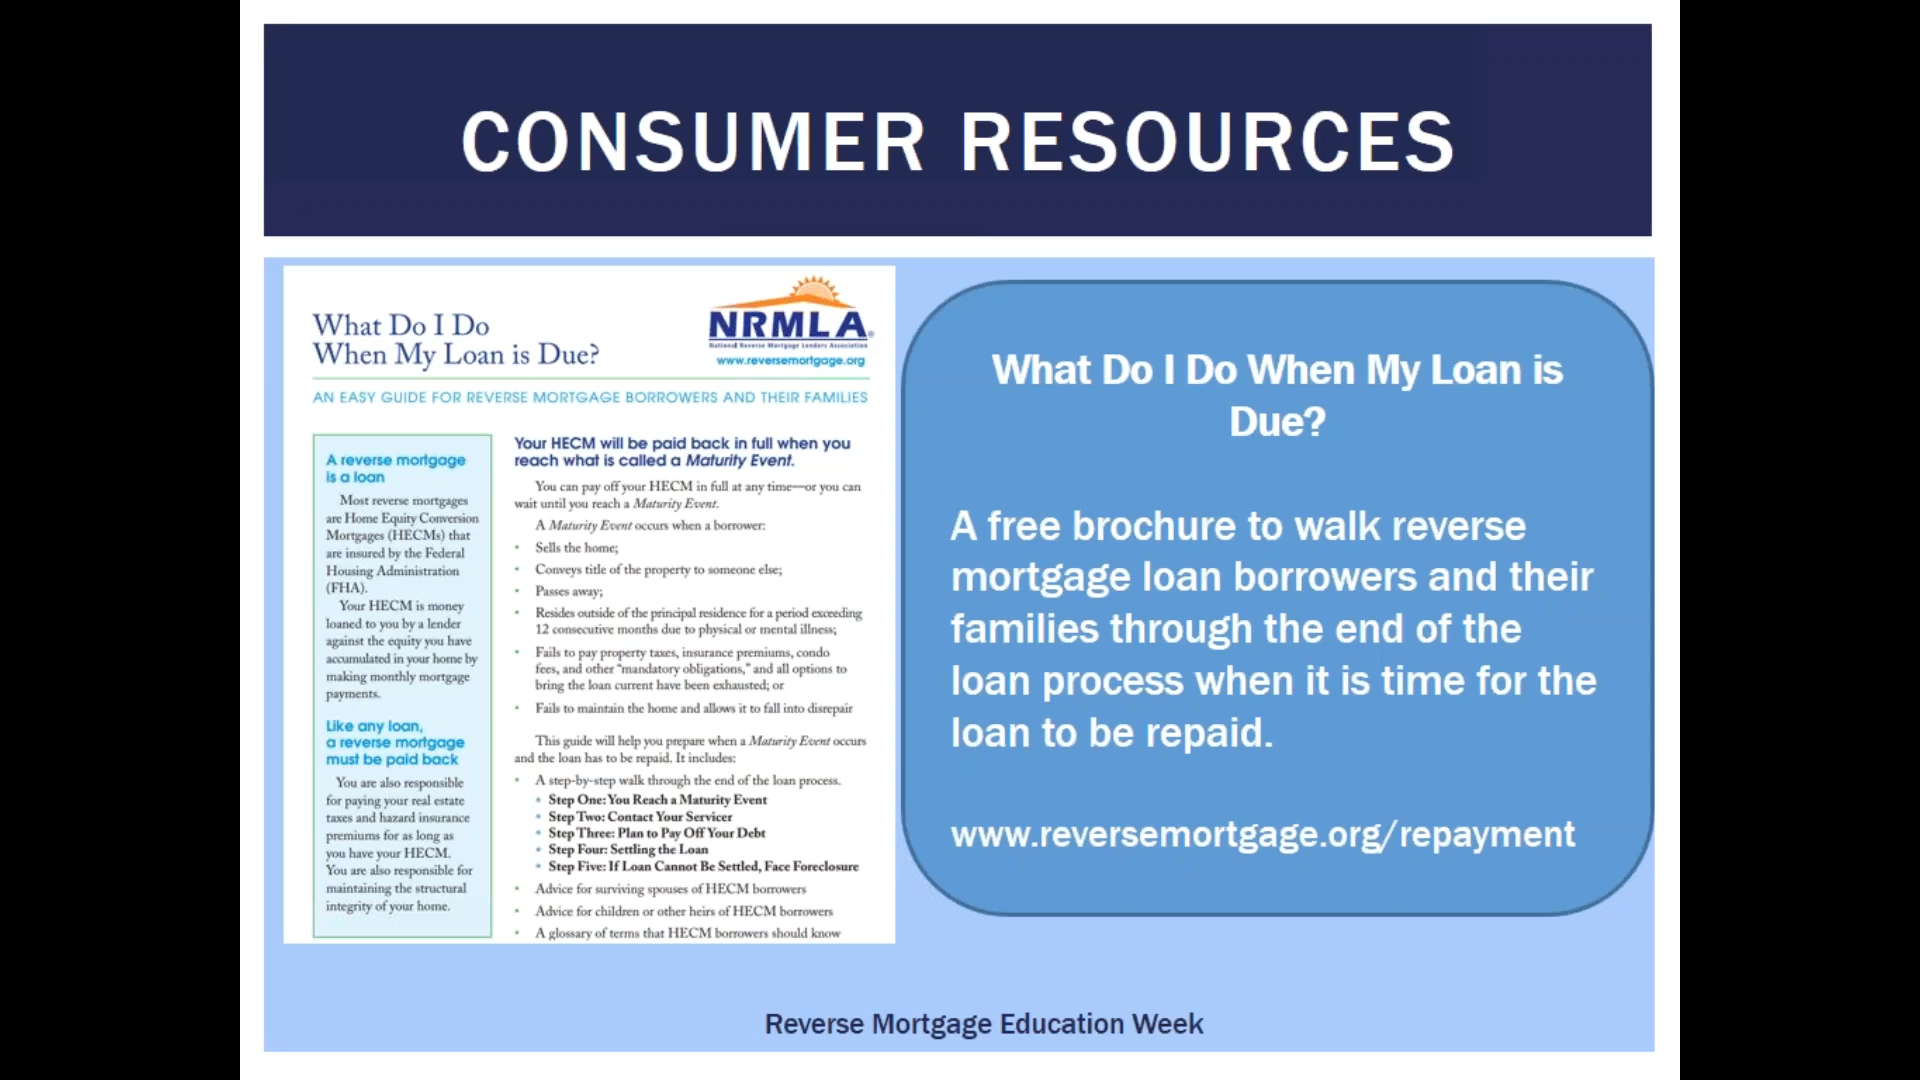 CONSUMER RESOURCES
What Do I Do
When My Loan is Due?
NRMLA®
National Reverse Mortgage Lenders Association
www.reversemortgage.org
AN EASY GUIDE FOR REVERSE MORTGAGE BORROWERS AND THEIR FAMILIES
A reverse mortgage
is a loan
Most reverse mortgages
are Home Equity Conversion
Mortgages (HECMs) that
are insured by the Federal
Housing Administration
(FHA).
Your HECM is money
loaned to you by a lender
against the equity you have
accumulated in your home by
making monthly mortgage
payments.
Like any loan,
a reverse mortgage
must be paid back
You are also responsible
for paying your real estate
taxes and hazard insurance
premiums for as long as
you have your HECM.
You are also responsible for
maintaining the structural
integrity of your home.
Your HECM will be paid back in full when you
reach what is called a Maturity Event.
You can pay off your HECM in full at any time—or you can
wait until you reach a Maturity Event.
A Maturity Event occurs when a borrower:
• Sells the home;
• Conveys title of the property to someone else;
• Passes away;
• Resides outside of the principal residence for a period exceeding
12 consecutive months due to physical or mental illness;
• Fails to pay property taxes, insurance premiums, condo
fees, and other “mandatory obligations,” and all options to
bring the loan current have been exhausted; or
• Fails to maintain the home and allows it to fall into disrepair
This guide will help you prepare when a Maturity Event occurs
and the loan has to be repaid. It includes:
• A step-by-step walk through the end of the loan process.
• Step One: You Reach a Maturity Event
• Step Two: Contact Your Servicer
• Step Three: Plan to Pay Off Your Debt
• Step Four: Settling the Loan
• Step Five: If Loan Cannot Be Settled, Face Foreclosure
• Advice for surviving spouses of HECM borrowers
• Advice for children or other heirs of HECM borrowers
• A glossary of terms that HECM borrowers should know
What Do I Do When My Loan is
Due?
A free brochure to walk reverse
mortgage loan borrowers and their
families through the end of the
loan process when it is time for the
loan to be repaid.
www.reversemortgage.org/repayment
Reverse Mortgage Education Week